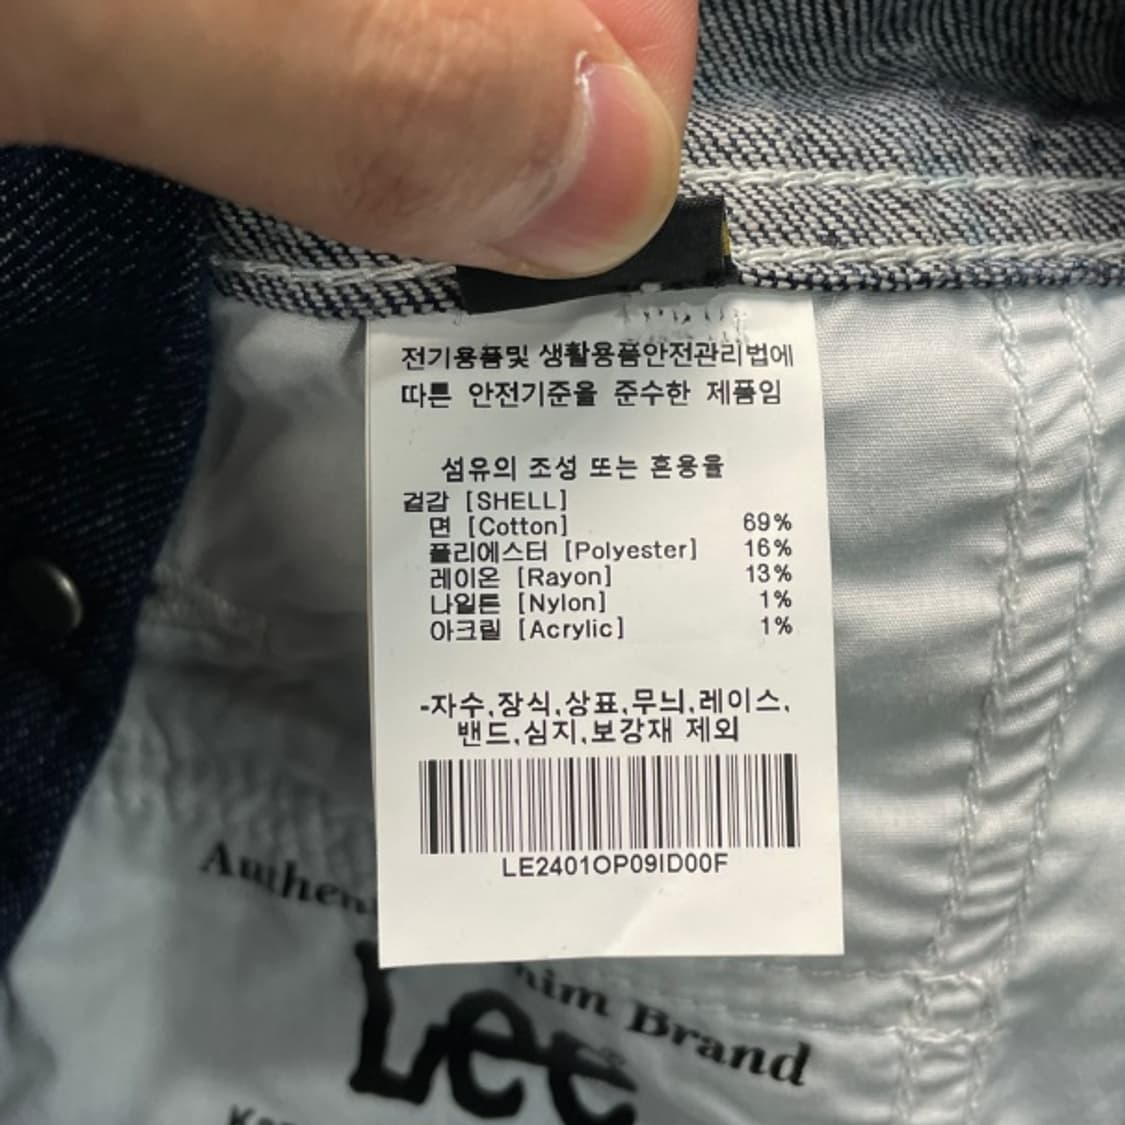 전기용품및 생활용품안전관리법에
따른 안전기준을 준수한 제품임
섬유의 조성 또는 혼용율
겉감 [SHELL]
면 [Cotton] 69%
폴리에스터 [Polyester] 16%
레이온 [Rayon] 13%
나일론 [Nylon] 1%
아크릴 [Acrylic] 1%
-자수,장식,상표,무늬,레이스,
밴드,심지,보강재 제외
LE2401OP09ID00F
Brand
Lee